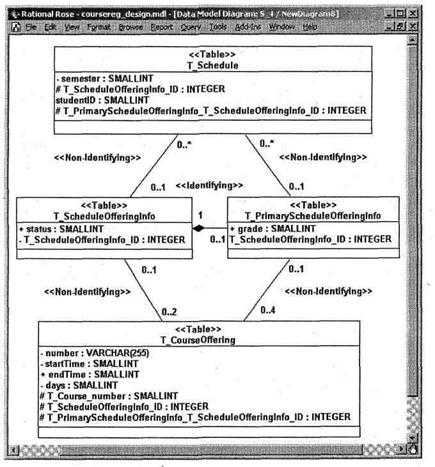 Rational Rose - coursereg_design.mdl - [Data Model Diagram: S_ / NewDiagram8]
File Edit View Format Browse Report Query Tools Add-Ins Window Help
<<Table>>
T_Schedule
- semester : SMALLINT
# T_ScheduleOfferingInfo_ID : INTEGER
studentID : SMALLINT
# T_PrimaryScheduleOfferingInfo_T_ScheduleOfferingInfo_ID : INTEGER
0..* 0..*
<<Non-Identifying>> <<Non-Identifying>>
0..1 <<Identifying>> 0..1
<<Table>>
T_ScheduleOfferingInfo
+ status : SMALLINT
- T_ScheduleOfferingInfo_ID : INTEGER
1
0..1
<<Table>>
T_PrimaryScheduleOfferingInfo
+ grade : SMALLINT
T_ScheduleOfferingInfo_ID : INTEGER
0..1 0..1
<<Non-Identifying>> <<Non-Identifying>>
0..2 0..4
<<Table>>
T_CourseOffering
- number : VARCHAR(255)
- startTime : SMALLINT
+ endTime : SMALLINT
- days : SMALLINT
# T_Course_number : SMALLINT
# T_ScheduleOfferingInfo_ID : INTEGER
# T_PrimaryScheduleOfferingInfo_T_ScheduleOfferingInfo_ID : INTEGER